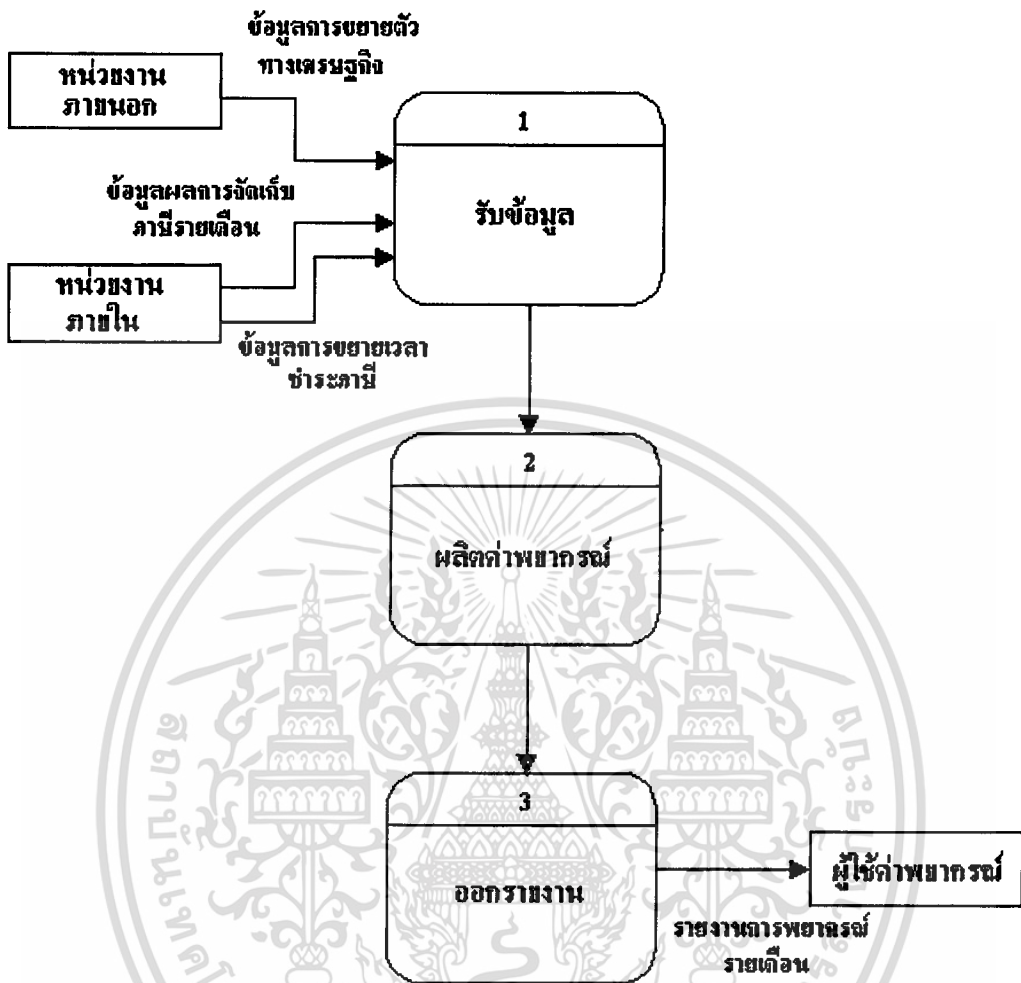 ข้อมูลการขยายตัว
ทางเศรษฐกิจ
หน่วยงาน
ภายนอก
1
รับข้อมูล
ข้อมูลผลการจัดเก็บ
ภาษีรายเดือน
หน่วยงาน
ภายใน
ข้อมูลการขยายเวลา
ชำระภาษี
2
ผลิตค่าพยากรณ์
3
ออกรายงาน
ผู้ใช้ค่าพยากรณ์
รายงานการพยากรณ์
รายเดือน